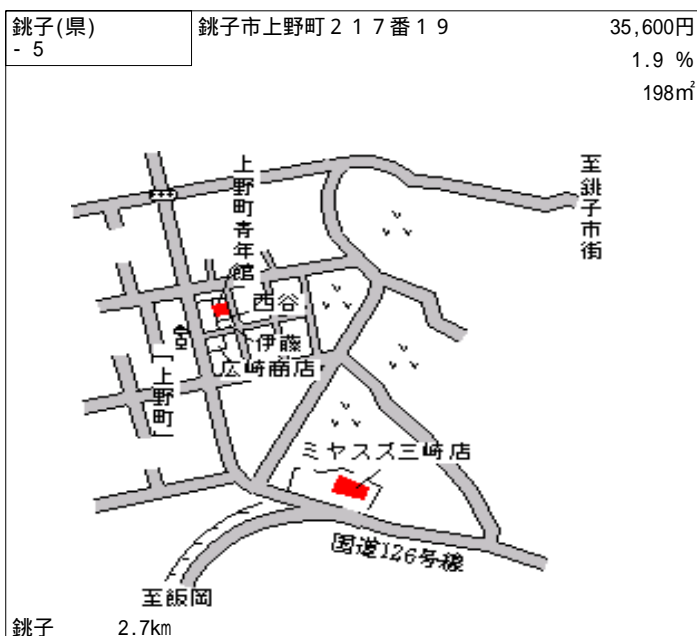 銚子(県)
- 5
銚子市上野町２１７番１９
35,600円
1.9 %
198㎡
上野町青年館
至銚子市街
西谷
伊藤
広崎商店
「上野町」
ミヤスズ三崎店
国道126号線
至飯岡
銚子 2.7km